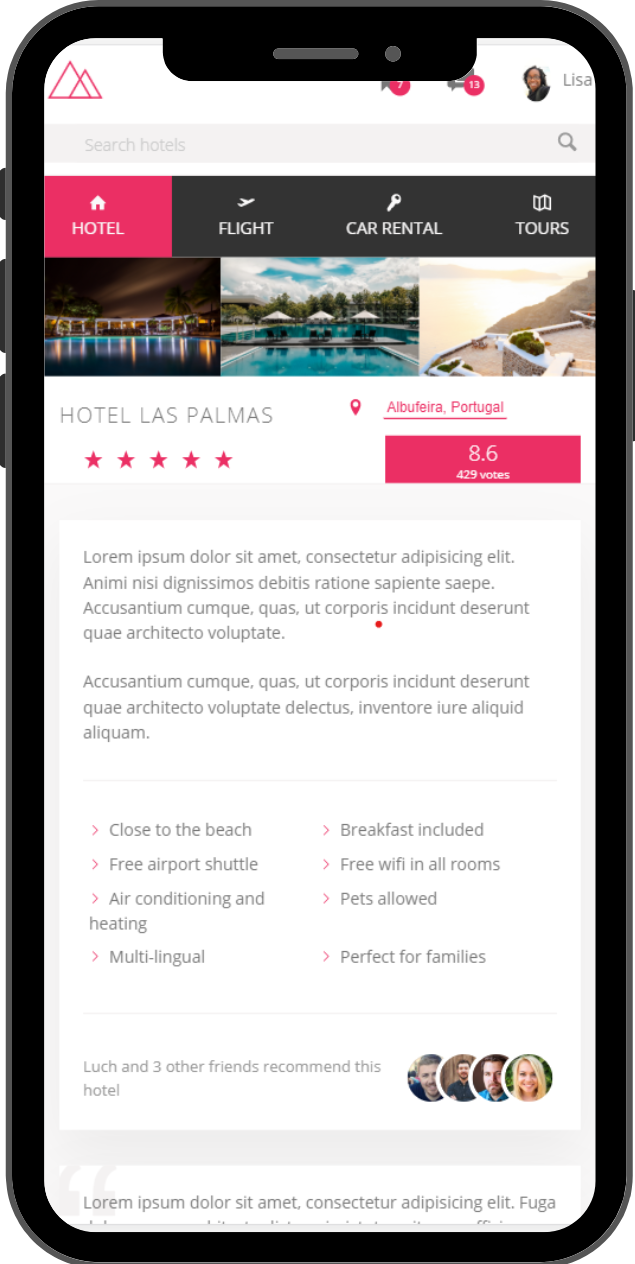 7
13
Lisa
Search hotels
HOTEL
FLIGHT
CAR RENTAL
TOURS
HOTEL LAS PALMAS
Albufeira, Portugal
8.6
429 votes
Lorem ipsum dolor sit amet, consectetur adipisicing elit.
Animi nisi dignissimos debitis ratione sapiente saepe.
Accusantium cumque, quas, ut corporis incidunt deserunt
quae architecto voluptate.
Accusantium cumque, quas, ut corporis incidunt deserunt
quae architecto voluptate delectus, inventore iure aliquid
aliquam.
Close to the beach
Breakfast included
Free airport shuttle
Free wifi in all rooms
Air conditioning and
heating
Pets allowed
Multi-lingual
Perfect for families
Luch and 3 other friends recommend this
hotel
“
Lorem ipsum dolor sit amet, consectetur adipisicing elit. Fuga